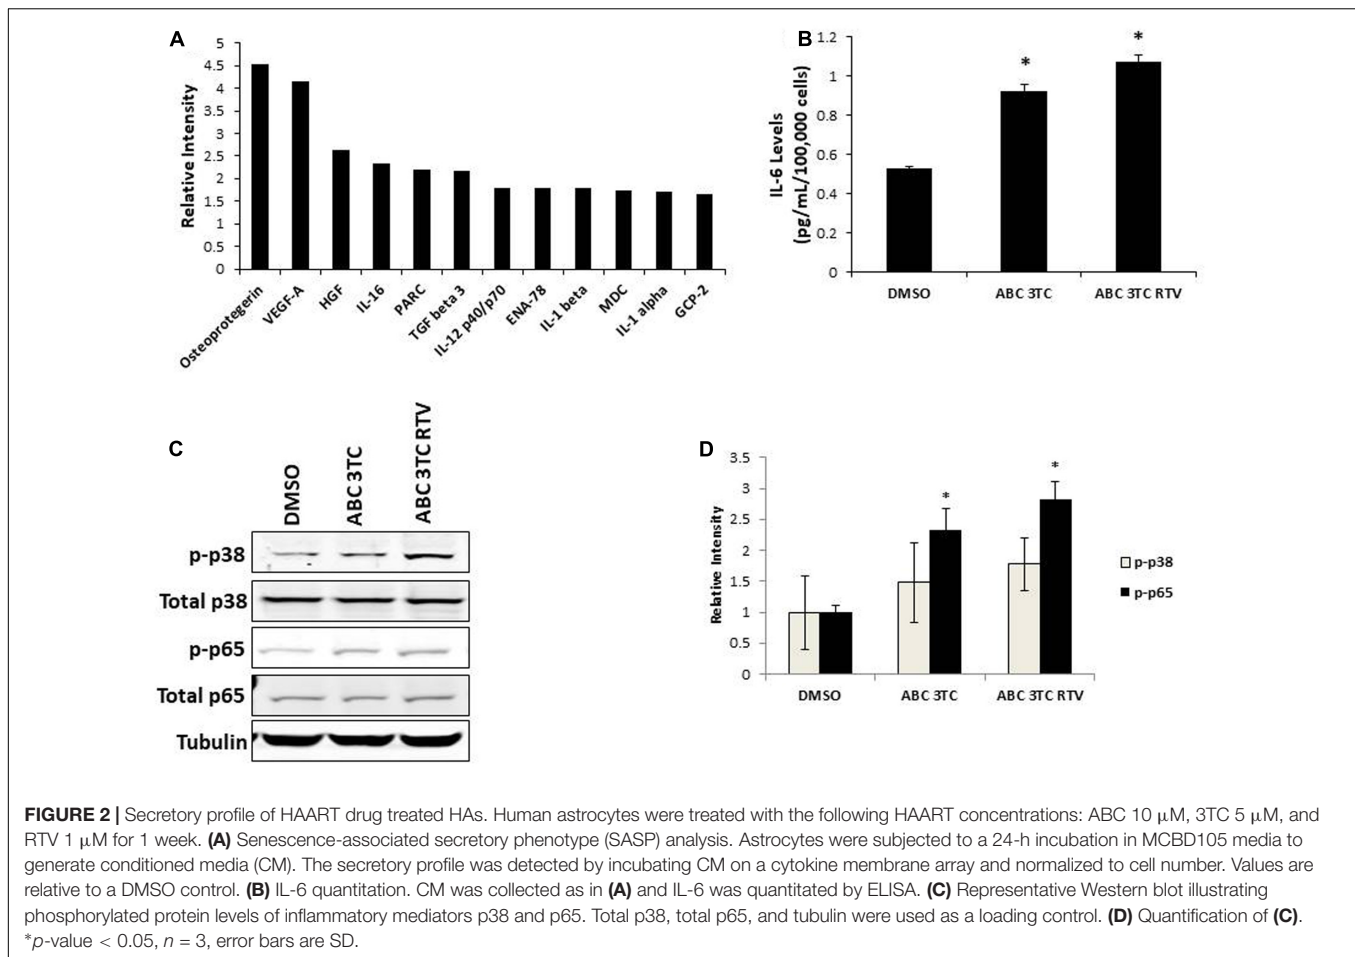 A
Relative Intensity
5
4.5
4
3.5
3
2.5
2
1.5
1
0.5
0
Osteoprotegerin
VEGF-A
HGF
IL-16
PARC
TGF beta 3
IL-12 p40/p70
ENA-78
IL-1 beta
MDC
IL-1 alpha
GCP-2
B
IL-6 Levels
(pg/mL/100,000 cells)
1.2
1
0.8
0.6
0.4
0.2
0
*
*
DMSO
ABC 3TC
ABC 3TC RTV
C
DMSO
ABC 3TC
ABC 3TC RTV
p-p38
Total p38
p-p65
Total p65
Tubulin
D
Relative Intensity
3.5
3
2.5
2
1.5
1
0.5
0
*
*
DMSO
ABC 3TC
ABC 3TC RTV
p-p38
p-p65
FIGURE 2 | Secretory profile of HAART drug treated HAs. Human astrocytes were treated with the following HAART concentrations: ABC 10 μM, 3TC 5 μM, and
RTV 1 μM for 1 week. (A) Senescence-associated secretory phenotype (SASP) analysis. Astrocytes were subjected to a 24-h incubation in MCBD105 media to
generate conditioned media (CM). The secretory profile was detected by incubating CM on a cytokine membrane array and normalized to cell number. Values are
relative to a DMSO control. (B) IL-6 quantitation. CM was collected as in (A) and IL-6 was quantitated by ELISA. (C) Representative Western blot illustrating
phosphorylated protein levels of inflammatory mediators p38 and p65. Total p38, total p65, and tubulin were used as a loading control. (D) Quantification of (C).
*p-value < 0.05, n = 3, error bars are SD.